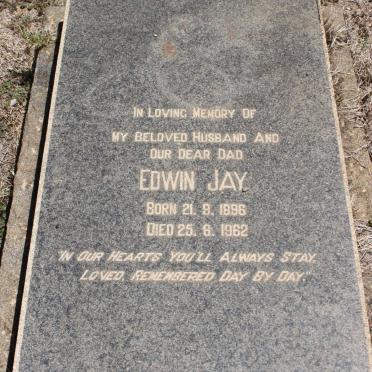 In Loving Memory Of
My Beloved Husband And
Our Dear Dad
Edwin Jay
Born 21. 9. 1896
Died 25. 6. 1962
"In Our Hearts You'll Always Stay,
Loved, Remembered Day By Day."